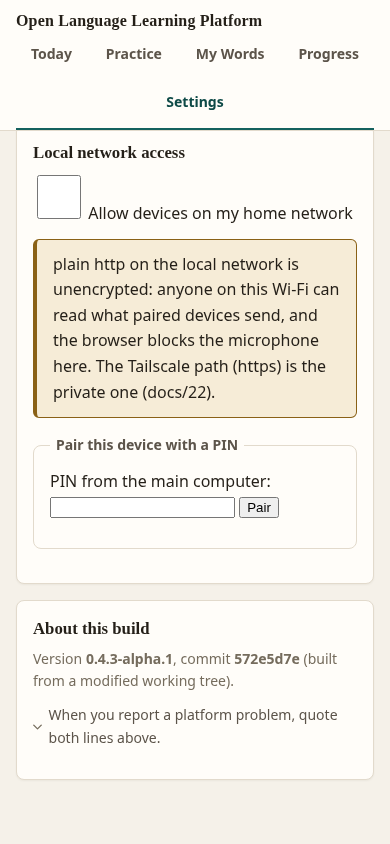 Open Language Learning Platform
Today Practice My Words Progress
Settings
Local network access
Allow devices on my home network
plain http on the local network is
unencrypted: anyone on this Wi-Fi can
read what paired devices send, and
the browser blocks the microphone
here. The Tailscale path (https) is the
private one (docs/22).
Pair this device with a PIN
PIN from the main computer:
Pair
About this build
Version 0.4.3-alpha.1, commit 572e5d7e (built
from a modified working tree).
When you report a platform problem, quote
both lines above.